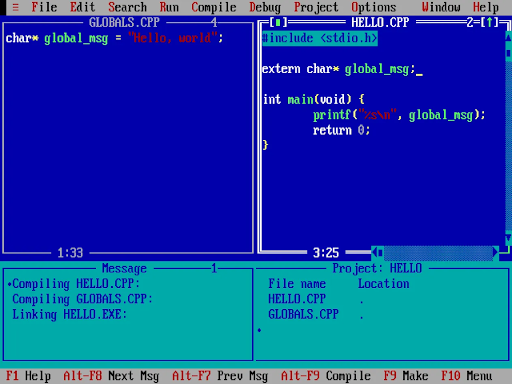 ≡ File Edit Search Run Compile Debug Project Options Window Help
GLOBALS.CPP 1
char* global_msg = "Hello, world";
1:33
[■] HELLO.CPP 2=[↑]
#include <stdio.h>
extern char* global_msg;
int main(void) {
printf("%s\n", global_msg);
return 0;
}
3:25
Message 1
•Compiling HELLO.CPP:
Compiling GLOBALS.CPP:
Linking HELLO.EXE:
Project: HELLO
File name Location
HELLO.CPP .
GLOBALS.CPP .
•
F1 Help Alt-F8 Next Msg Alt-F7 Prev Msg Alt-F9 Compile F9 Make F10 Menu